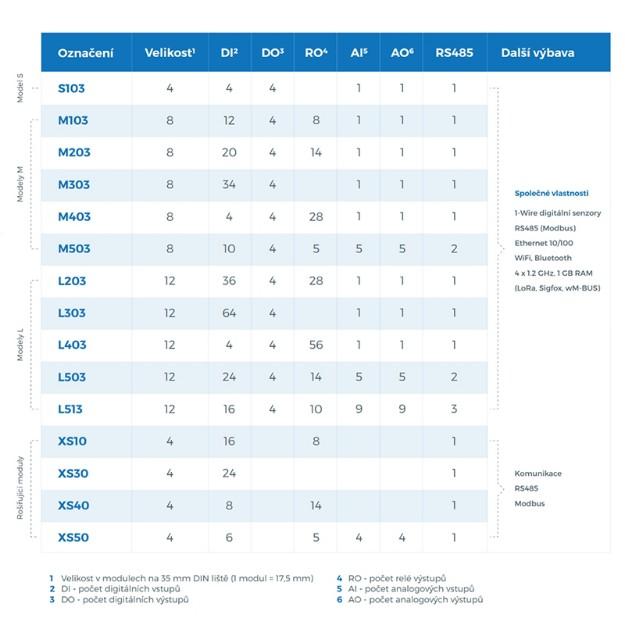 Označení Velikost1 DI2 DO3 RO4 AI5 AO6 RS485 Další výbava
Model S
S103 4 4 4 1 1 1
Modely M
M103 8 12 4 8 1 1 1
M203 8 20 4 14 1 1 1
M303 8 34 4 1 1 1
M403 8 4 4 28 1 1 1
M503 8 10 4 5 5 5 2
Modely L
L203 12 36 4 28 1 1 1
L303 12 64 4 1 1 1
L403 12 4 4 56 1 1 1
L503 12 24 4 14 5 5 2
L513 12 16 4 10 9 9 3
Společné vlastnosti
1-Wire digitální senzory
RS485 (Modbus)
Ethernet 10/100
WiFi, Bluetooth
4 x 1.2 GHz, 1 GB RAM
(LoRa, Sigfox, wM-BUS)
Rošiřující moduly
XS10 4 16 8 1
XS30 4 24 1
XS40 4 8 14 1
XS50 4 6 5 4 4 1
Komunikace
RS485
Modbus
1 Velikost v modulech na 35 mm DIN liště (1 modul = 17,5 mm)
2 DI - počet digitálních vstupů
3 DO - počet digitálních výstupů
4 RO - počet relé výstupů
5 AI - počet analogových vstupů
6 AO - počet analogových výstupů